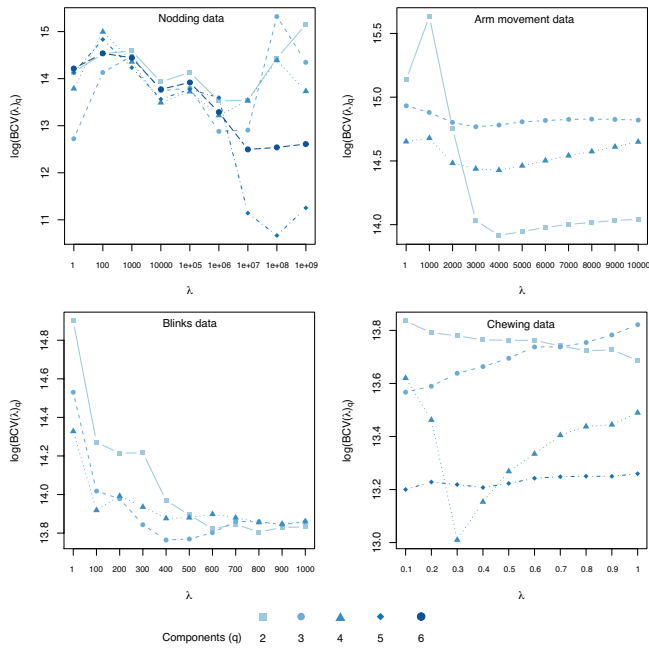 Nodding data
log(BCV(λ)q)
15
14
13
12
11
1 100 1000 10000 1e+05 1e+06 1e+07 1e+08 1e+09
λ
Arm movement data
log(BCV(λ)q)
15.5
15.0
14.5
14.0
1 1000 2000 3000 4000 5000 6000 7000 8000 9000 10000
λ
Blinks data
log(BCV(λ)q)
14.8
14.6
14.4
14.2
14.0
13.8
1 100 200 300 400 500 600 700 800 900 1000
λ
Chewing data
log(BCV(λ)q)
13.8
13.6
13.4
13.2
13.0
0.1 0.2 0.3 0.4 0.5 0.6 0.7 0.8 0.9 1
λ
Components (q) 2 3 4 5 6